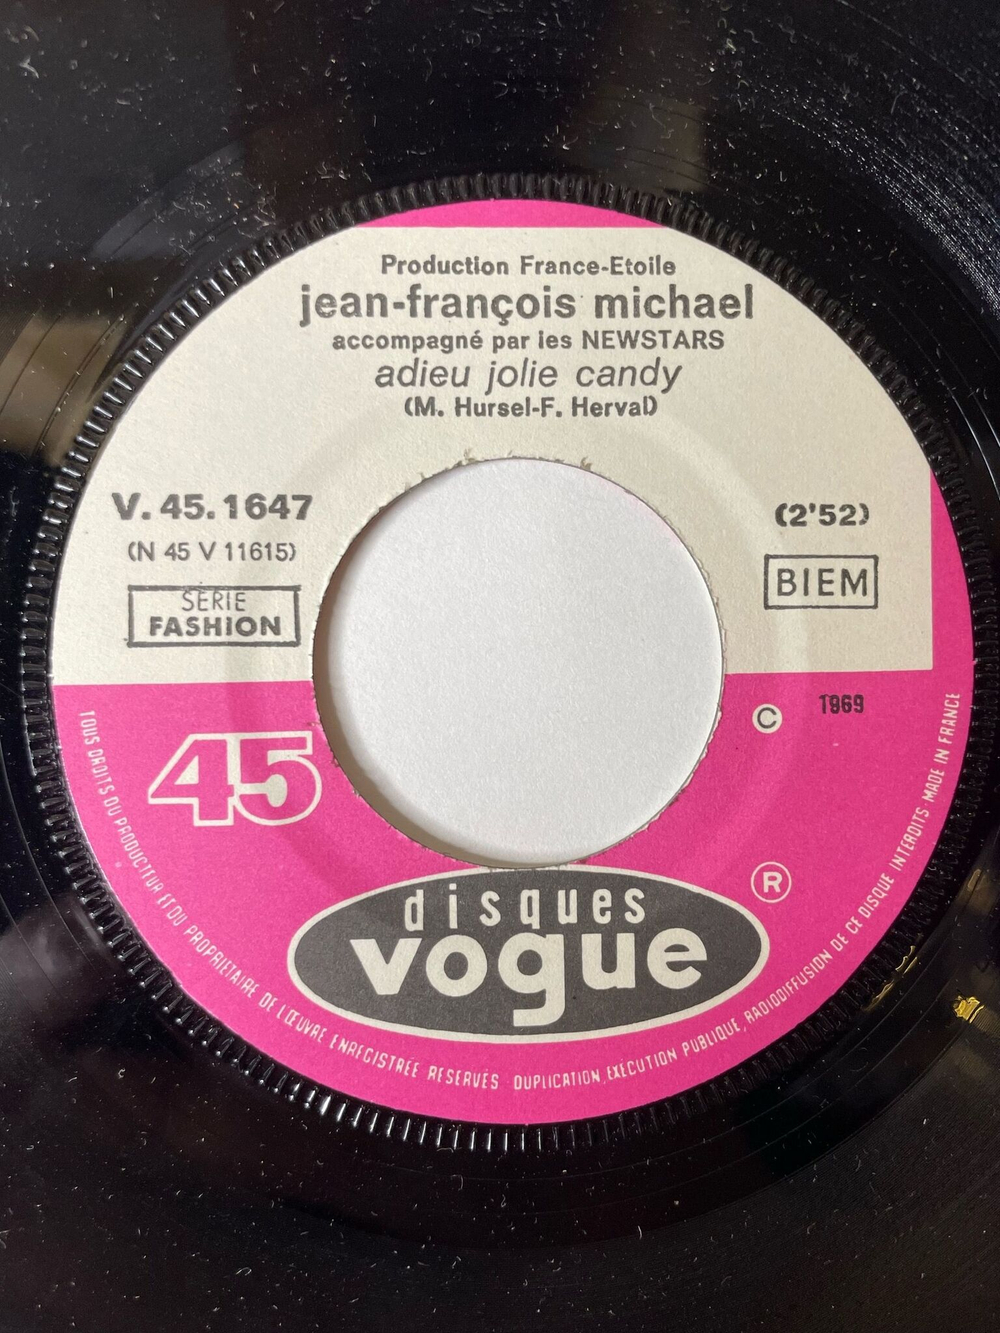 Production France-Etoile
jean-françois michael
accompagné par les NEWSTARS
adieu jolie candy
(M. Hursel-F. Herval)
V. 45. 1647
(N 45 V 11615)
SÉRIE
FASHION
(2'52)
BIEM
© 1969
45
®
disques
vogue
TOUS DROITS DU PRODUCTEUR ET DU PROPRIETAIRE DE L'ŒUVRE ENREGISTRÉE RESERVÉS DUPLICATION, EXÉCUTION PUBLIQUE, RADIODIFFUSION DE CE DISQUE INTERDITS MADE IN FRANCE